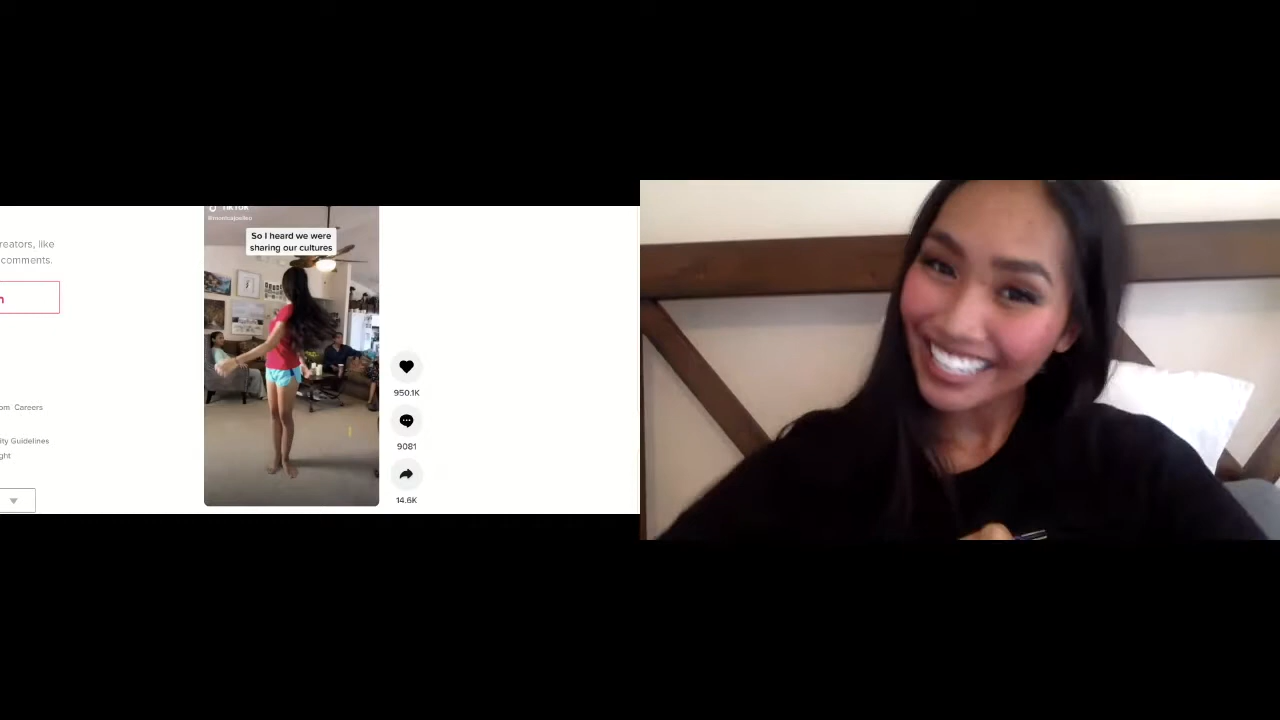 reators, like
comments.
n
om Careers
ity Guidelines
ght
TikTok
So I heard we were
sharing our cultures
950.1K
9081
14.6K